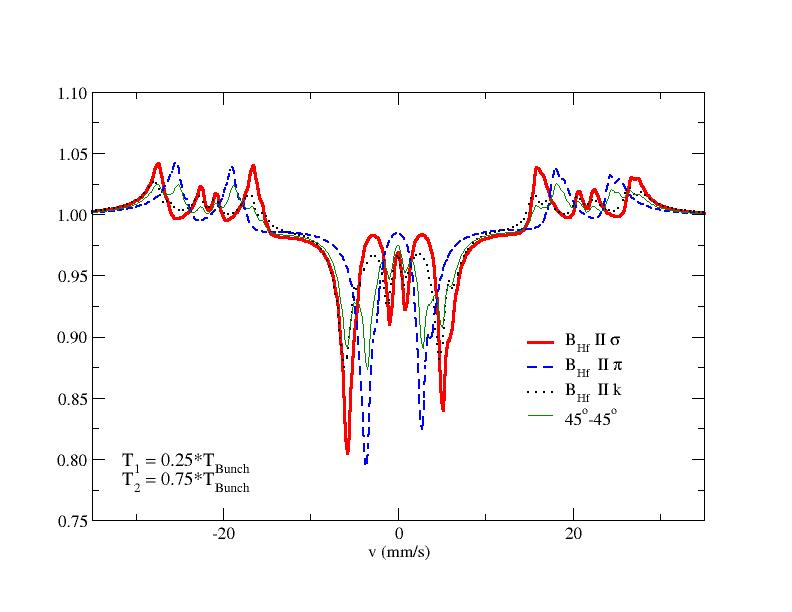 1.10
1.05
1.00
0.95
0.90
0.85
0.80
0.75
B_Hf II σ
B_Hf II π
B_Hf II k
45°-45°
T_1 = 0.25*T_Bunch
T_2 = 0.75*T_Bunch
-20 0 20
v (mm/s)